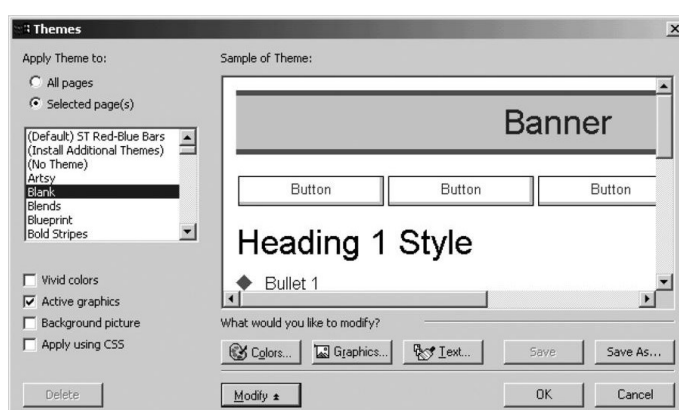 Themes
Apply Theme to:
All pages
Selected page(s)
(Default) ST Red-Blue Bars
(Install Additional Themes)
(No Theme)
Artsy
Blank
Blends
Blueprint
Bold Stripes
Vivid colors
Active graphics
Background picture
Apply using CSS
Delete
Sample of Theme:
Banner
Button Button Button
Heading 1 Style
Bullet 1
What would you like to modify?
Colors... Graphics... Text... Save Save As...
Modify OK Cancel